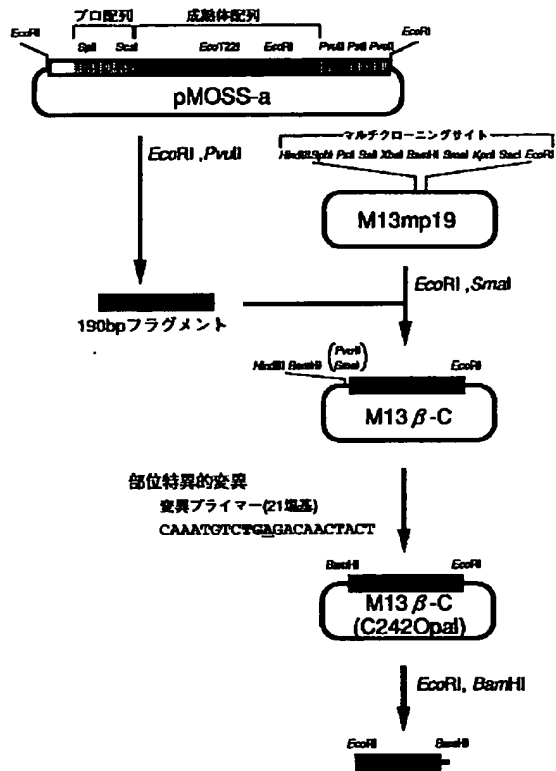 プロ配列 成熟体配列
EcoRI SplI ScaI EcoT22I EcoRI PvuII PstI PvuII EcoRI
pMOSS-a
EcoRI ,PvuII
マルチクローニングサイト
HindIII SphI PstI SalI XbaI BamHI SmaI KpnI SacI EcoRI
M13mp19
EcoRI ,SmaI
190bpフラグメント
HindIII BamHI (PvuII/SmaI) EcoRI
M13β-C
部位特異的変異
変異プライマー(21塩基)
CAAATGTCTGAGACAACTACT
BamHI EcoRI
M13β-C
(C242Opal)
EcoRI, BamHI
EcoRI BamHI